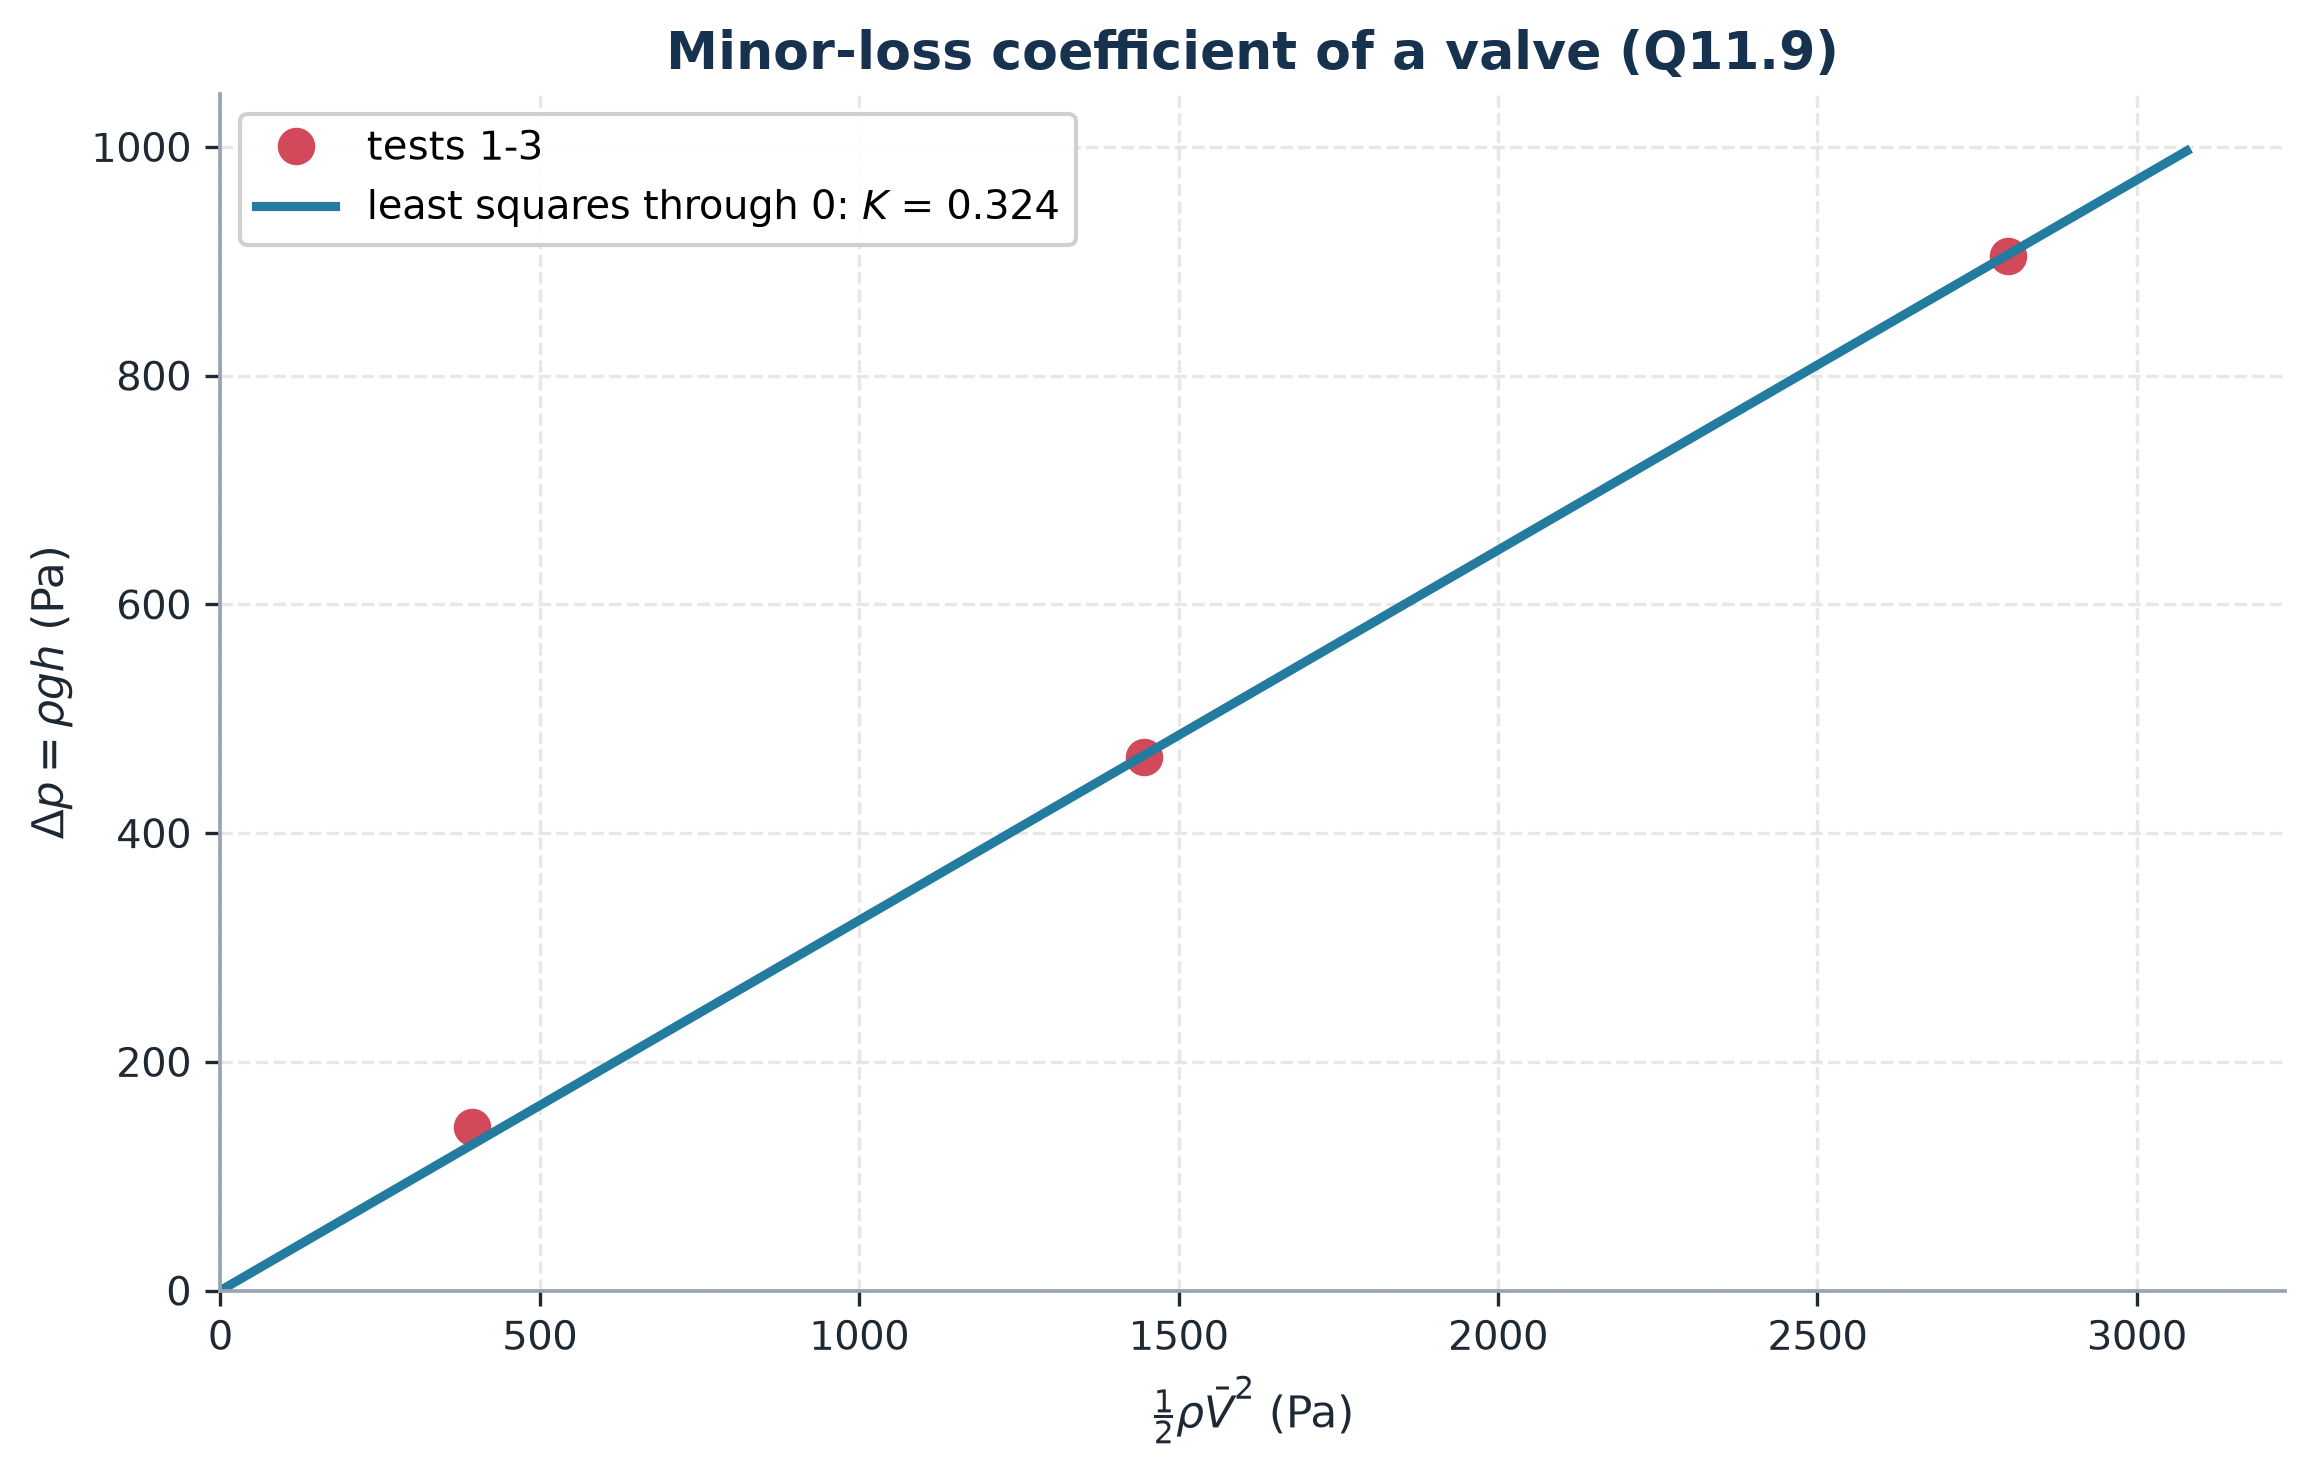 Minor-loss coefficient of a valve (Q11.9)
tests 1-3
least squares through 0: K = 0.324
1000
800
600
400
200
0
Δp = ρgh (Pa)
0 500 1000 1500 2000 2500 3000
½ρV̄² (Pa)